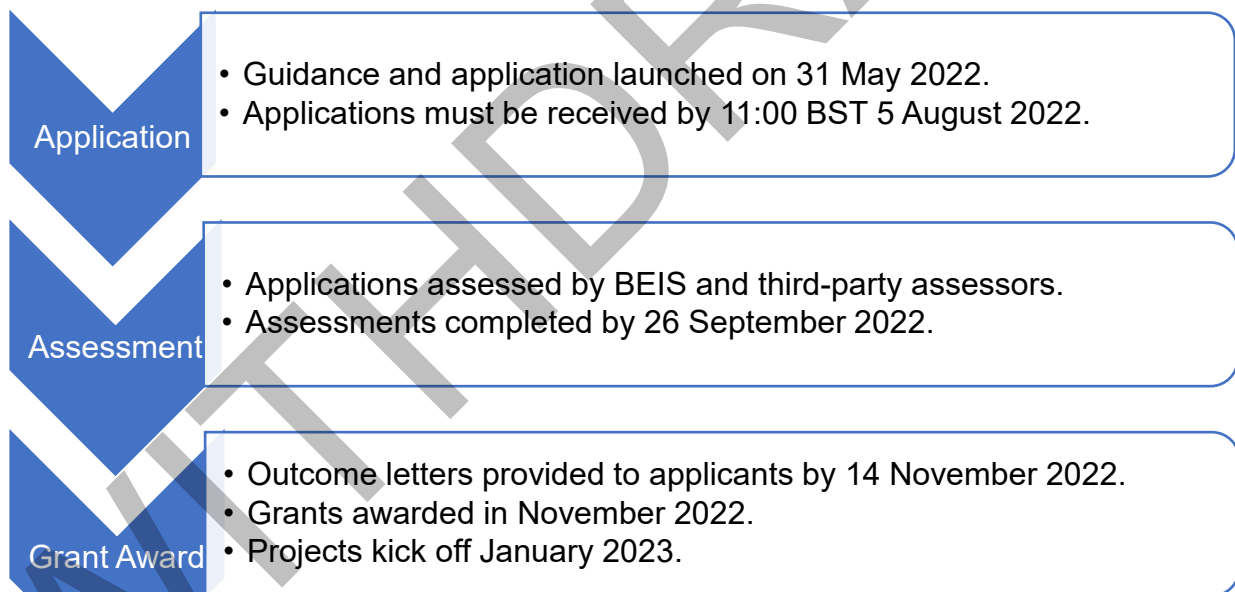 Application
• Guidance and application launched on 31 May 2022.
• Applications must be received by 11:00 BST 5 August 2022.
Assessment
• Applications assessed by BEIS and third-party assessors.
• Assessments completed by 26 September 2022.
Grant Award
• Outcome letters provided to applicants by 14 November 2022.
• Grants awarded in November 2022.
• Projects kick off January 2023.
WITHDRA